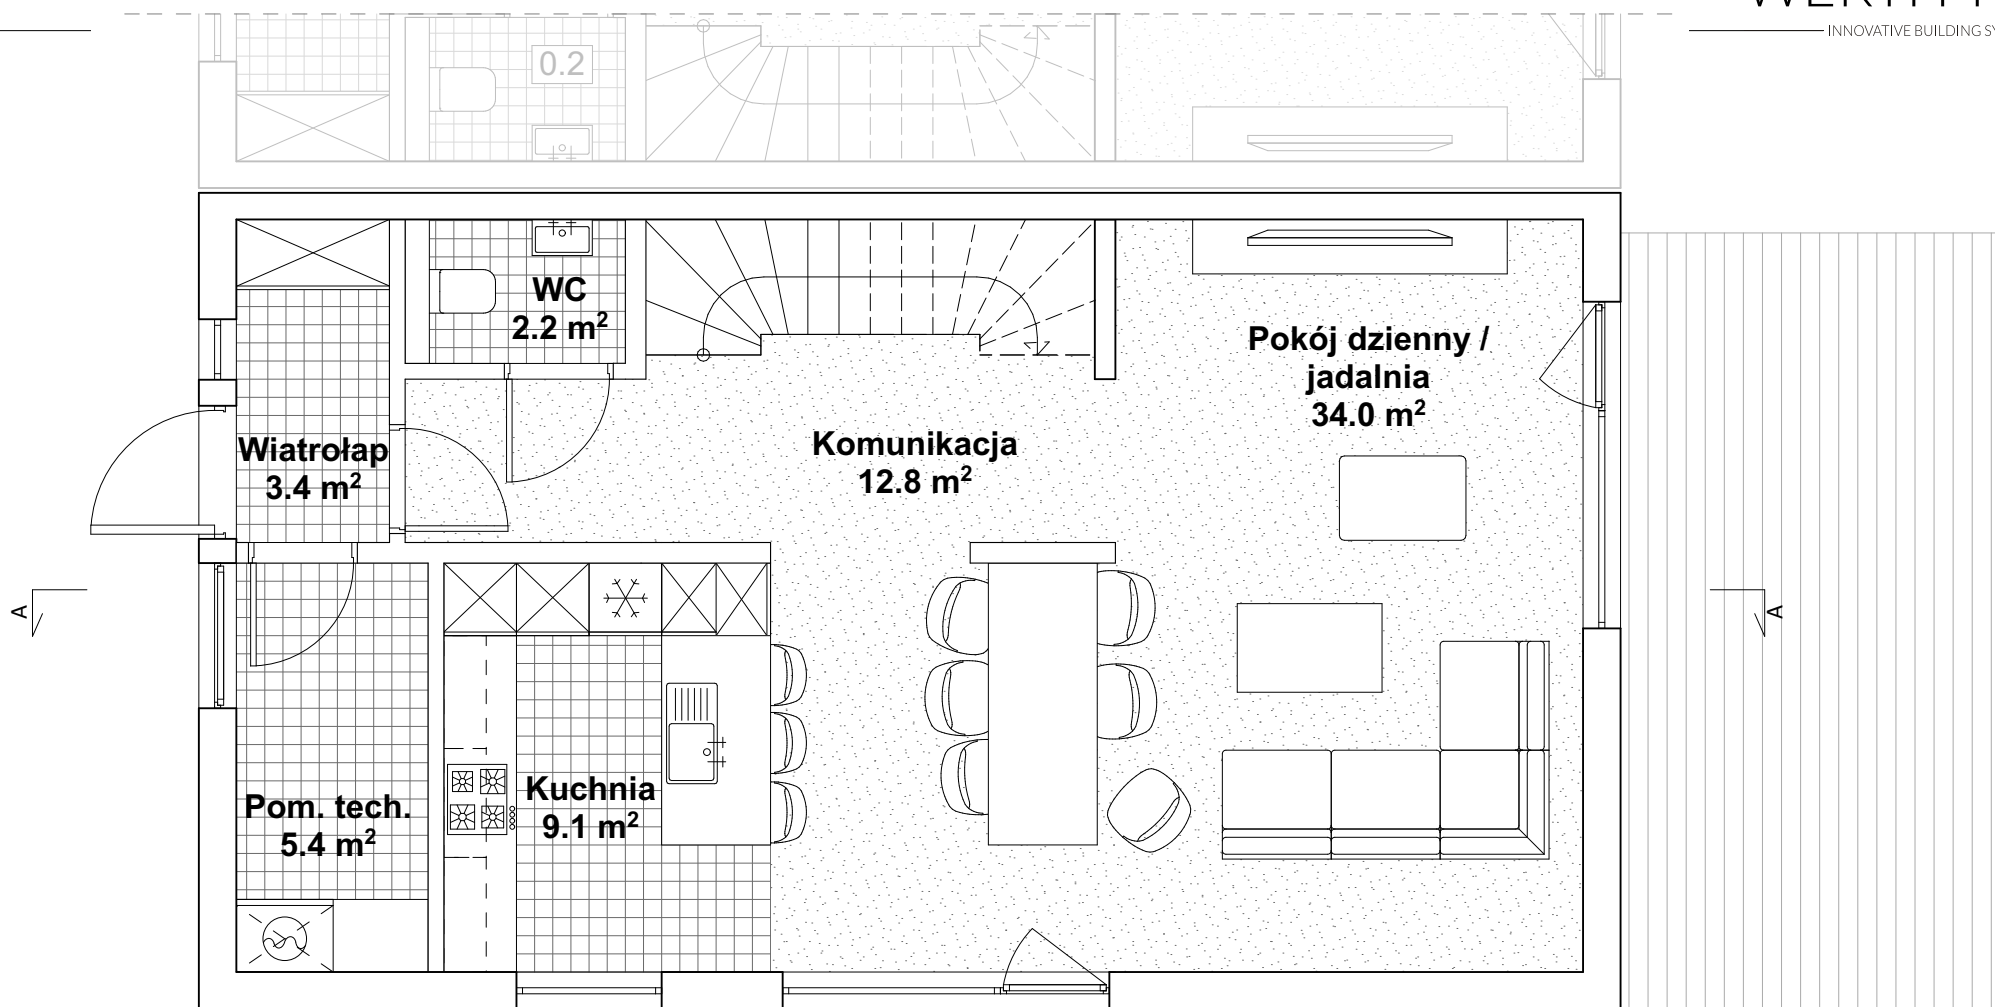 INNOVATIVE BUILDING
0.2
WC
2.2 m²
Pokój dzienny /
jadalnia
34.0 m²
Wiatrołap
3.4 m²
Komunikacja
12.8 m²
A
A
Kuchnia
9.1 m²
Pom. tech.
5.4 m²